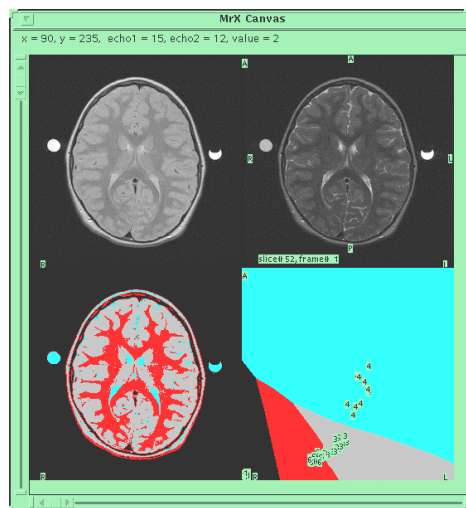 MrX Canvas
x = 90, y = 235, echo1 = 15, echo2 = 12, value = 2
A A
R L
P
slice# 52, frame# 1
R L
A
4
4
4
4
4 4 4
4
3 3
R R L